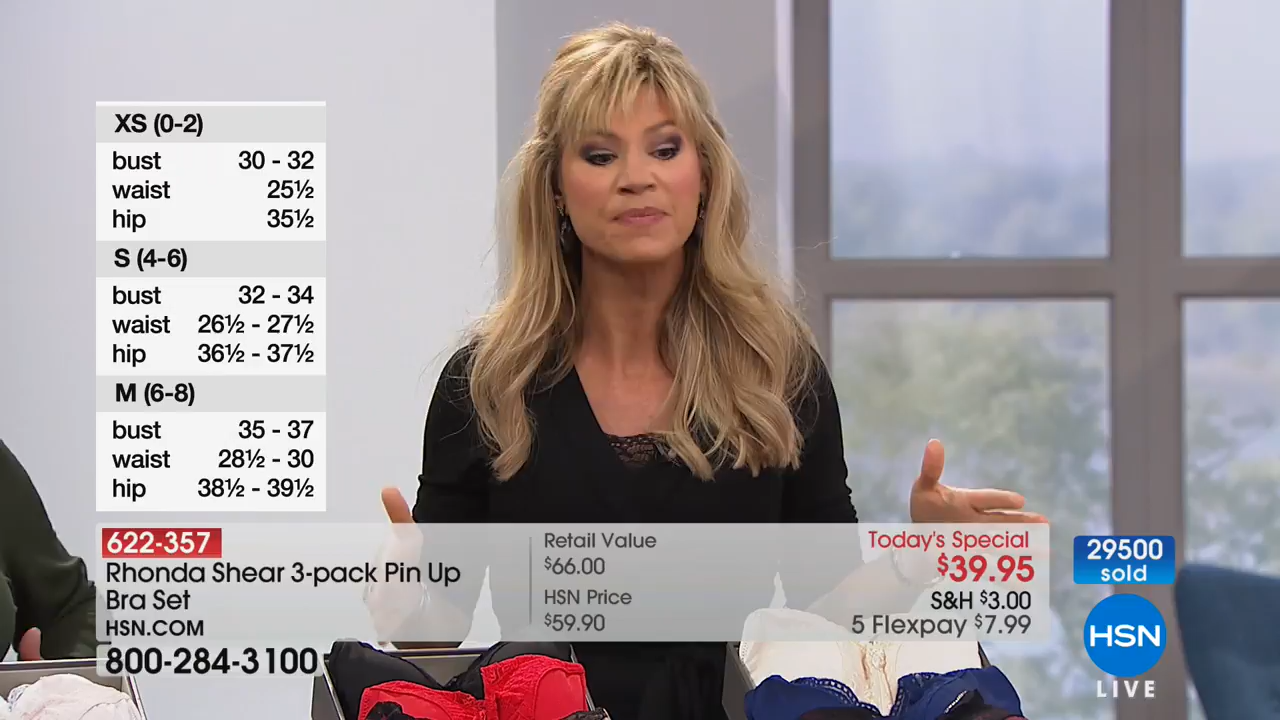 XS (0-2)
bust 30 - 32
waist 25½
hip 35½
S (4-6)
bust 32 - 34
waist 26½ - 27½
hip 36½ - 37½
M (6-8)
bust 35 - 37
waist 28½ - 30
hip 38½ - 39½
622-357
Rhonda Shear 3-pack Pin Up
Bra Set
HSN.COM
800-284-3100
Retail Value
$66.00
HSN Price
$59.90
Today's Special
$39.95
S&H $3.00
5 Flexpay $7.99
29500
sold
HSN
LIVE